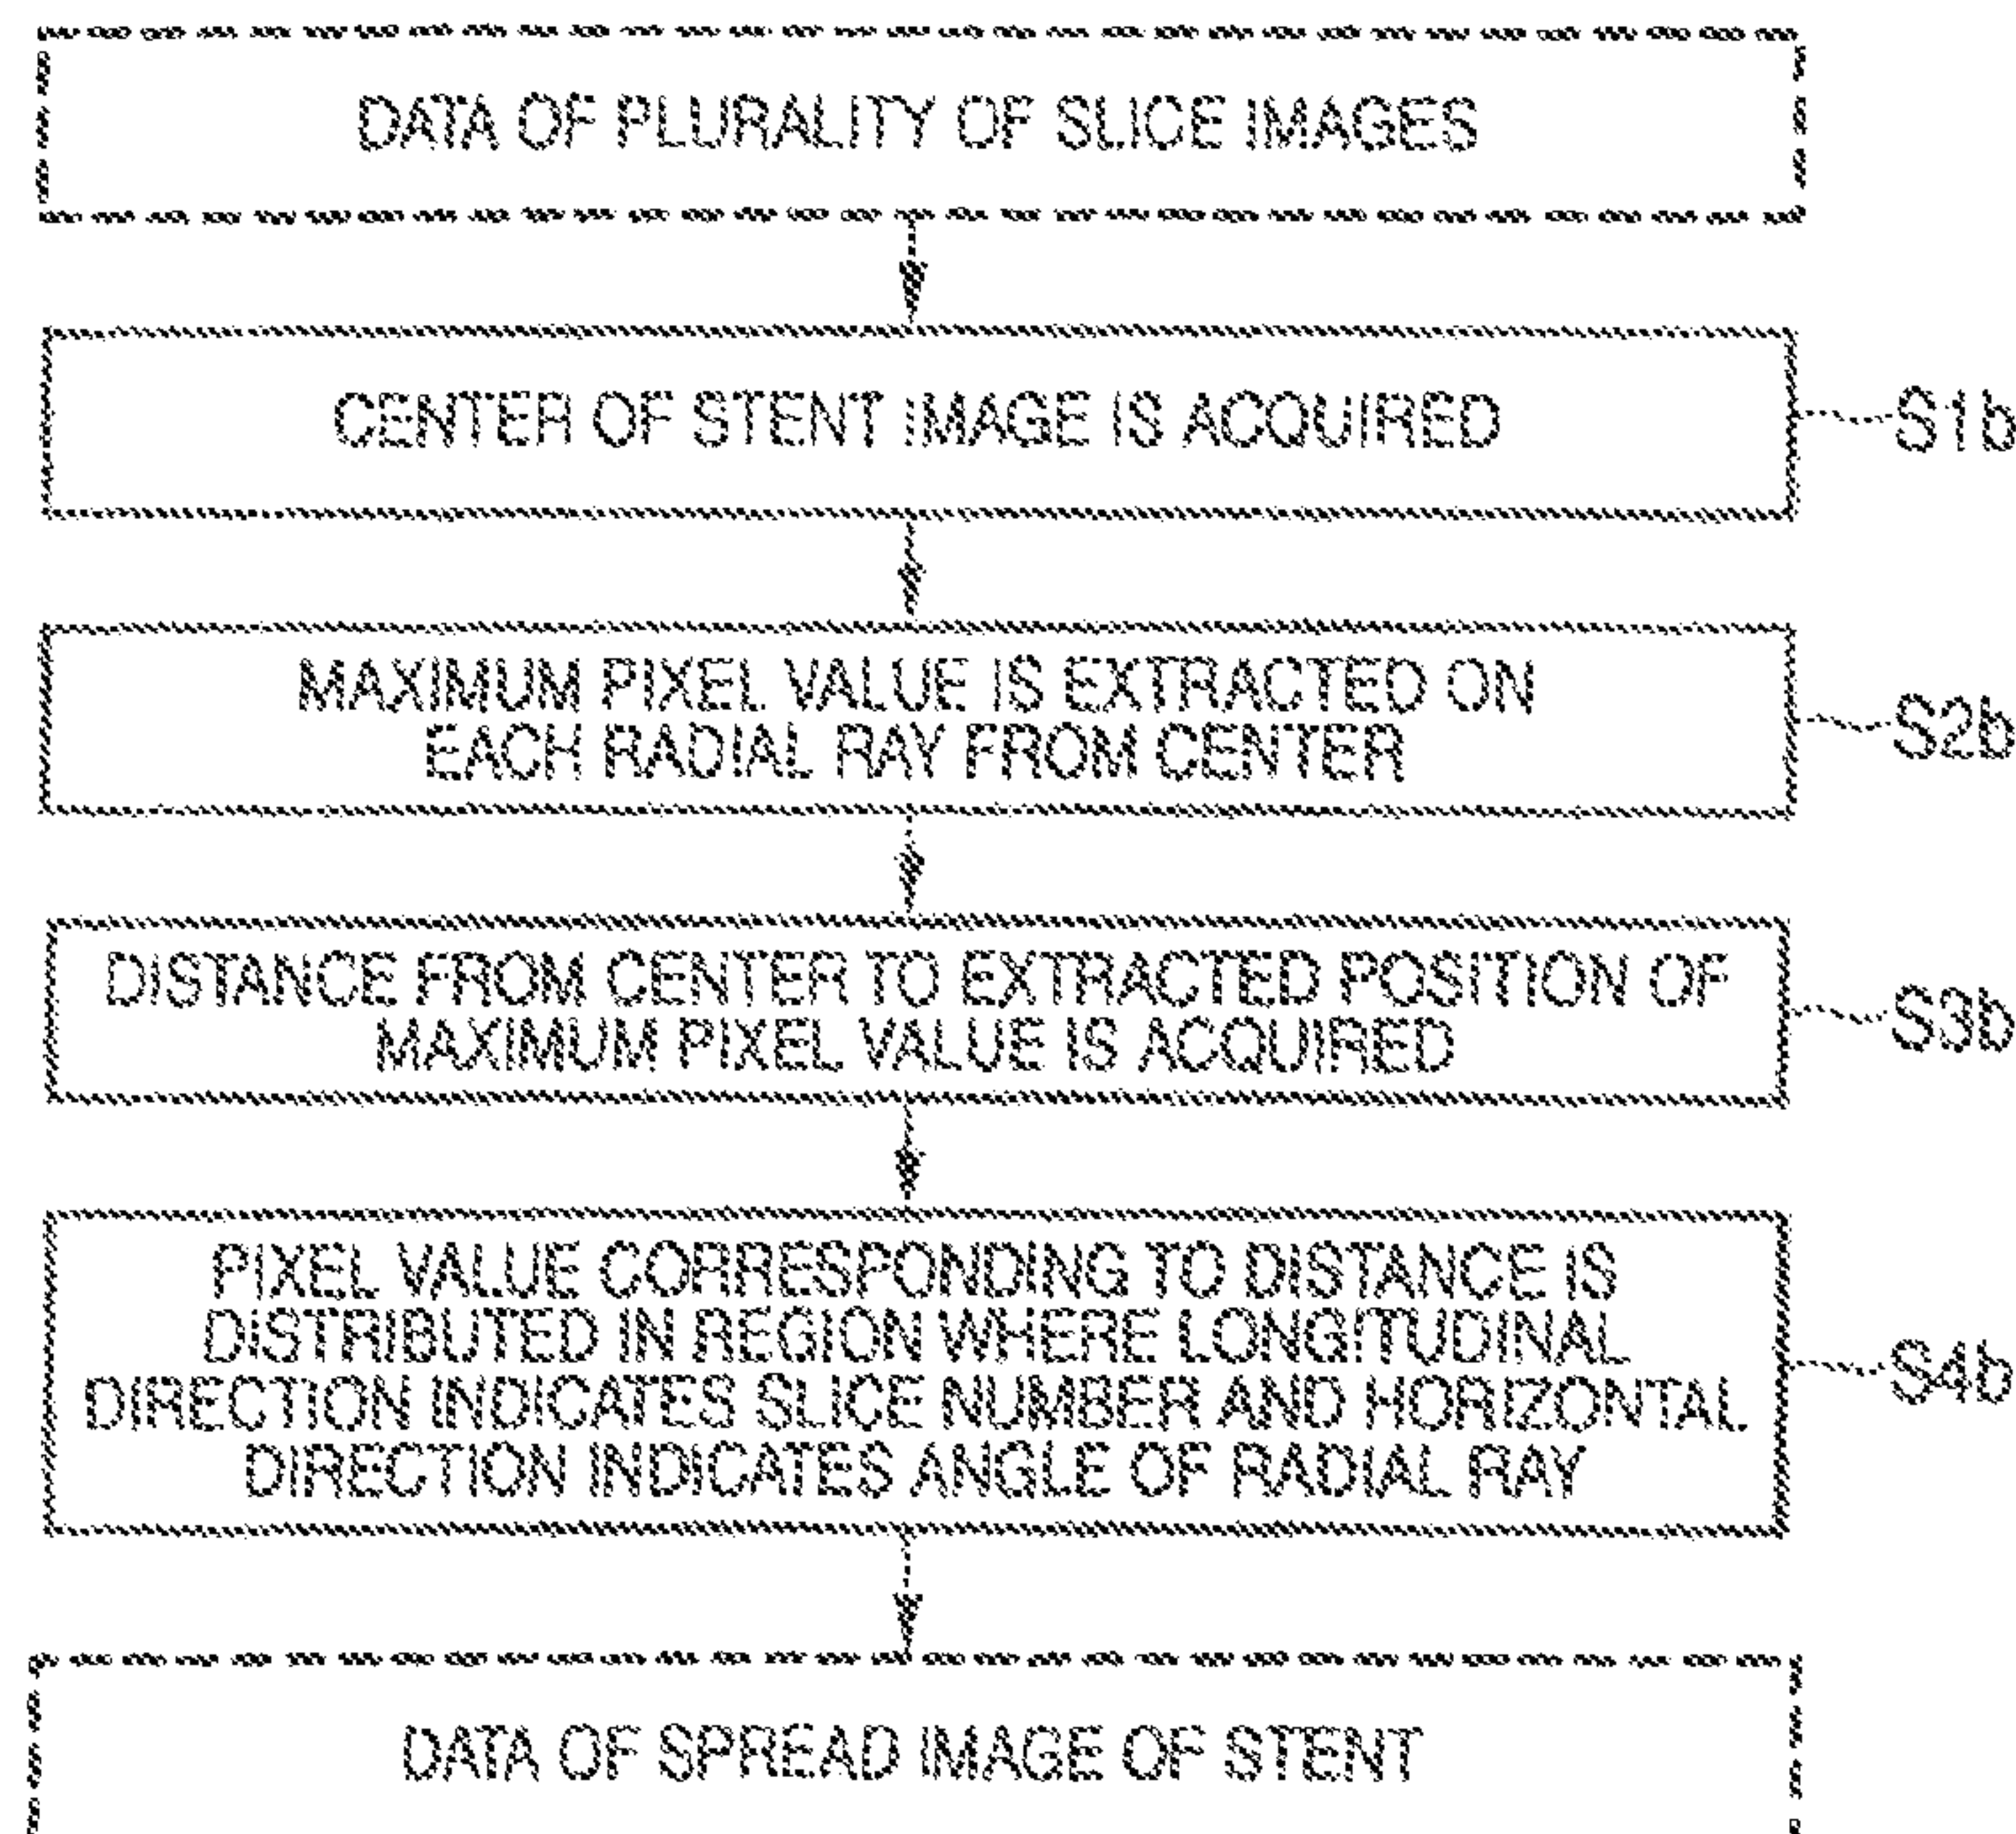 DATA OF PLURALITY OF SLICE IMAGES
CENTER OF STENT IMAGE IS ACQUIRED
S1b
MAXIMUM PIXEL VALUE IS EXTRACTED ON
EACH RADIAL RAY FROM CENTER
S2b
DISTANCE FROM CENTER TO EXTRACTED POSITION OF
MAXIMUM PIXEL VALUE IS ACQUIRED
S3b
PIXEL VALUE CORRESPONDING TO DISTANCE IS
DISTRIBUTED IN REGION WHERE LONGITUDINAL
DIRECTION INDICATES SLICE NUMBER AND HORIZONTAL
DIRECTION INDICATES ANGLE OF RADIAL RAY
S4b
DATA OF SPREAD IMAGE OF STENT